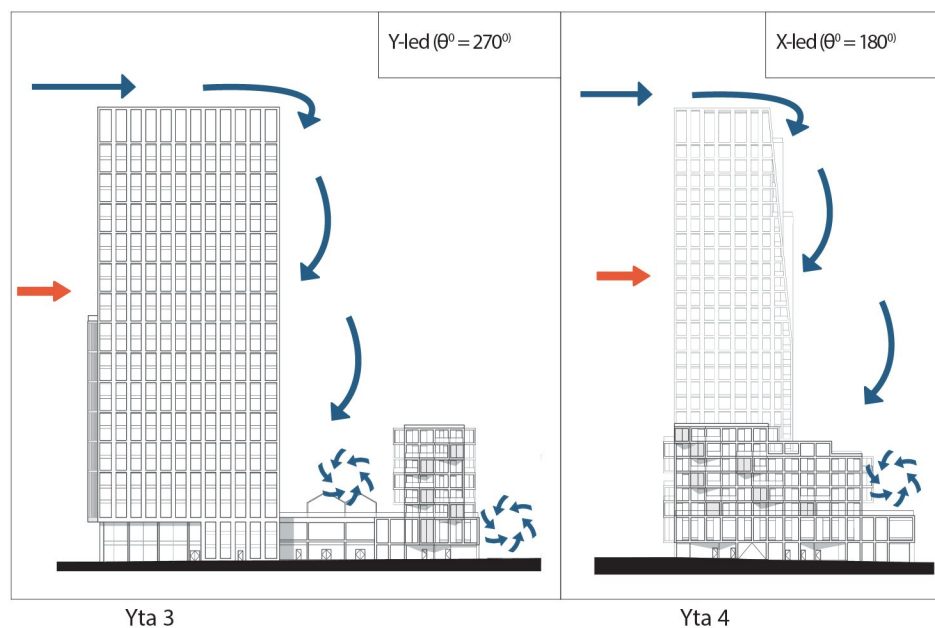 Y-led (θ⁰ = 270⁰)
X-led (θ⁰ = 180⁰)
Yta 3
Yta 4